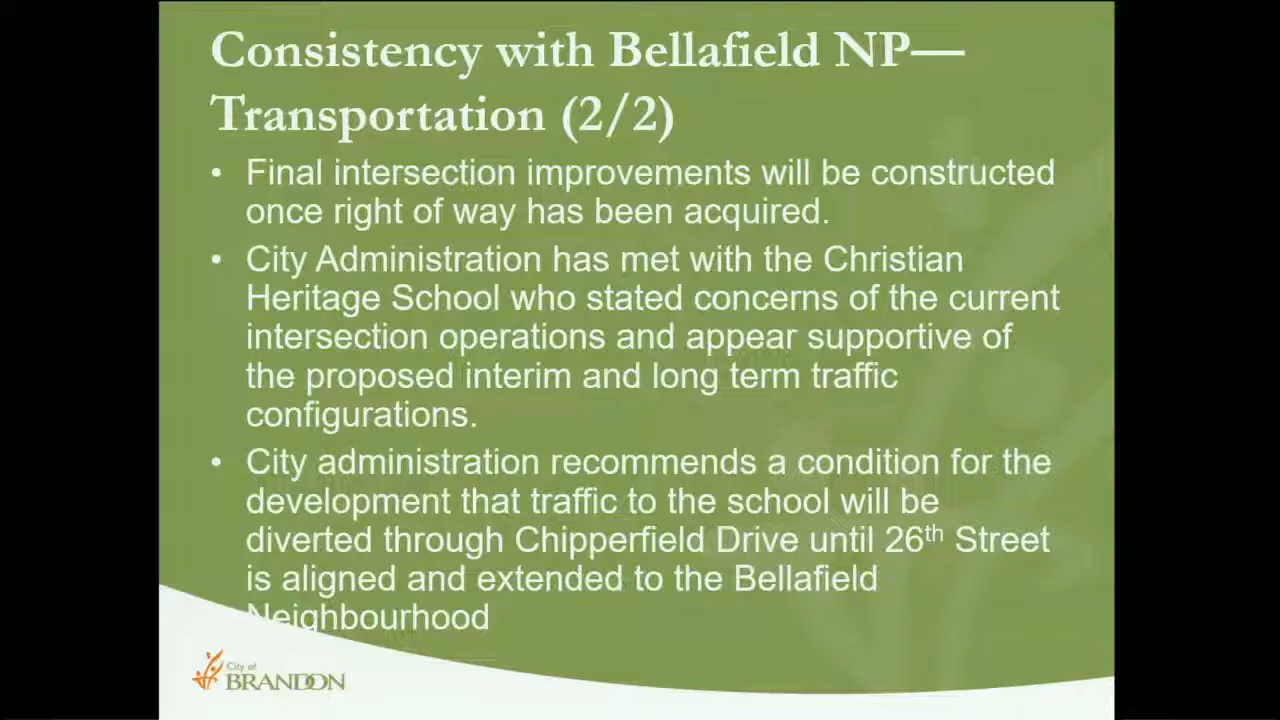 Consistency with Bellafield NP—
Transportation (2/2)
• Final intersection improvements will be constructed
once right of way has been acquired.
• City Administration has met with the Christian
Heritage School who stated concerns of the current
intersection operations and appear supportive of
the proposed interim and long term traffic
configurations.
• City administration recommends a condition for the
development that traffic to the school will be
diverted through Chipperfield Drive until 26th Street
is aligned and extended to the Bellafield
Neighbourhood
City of
BRANDON